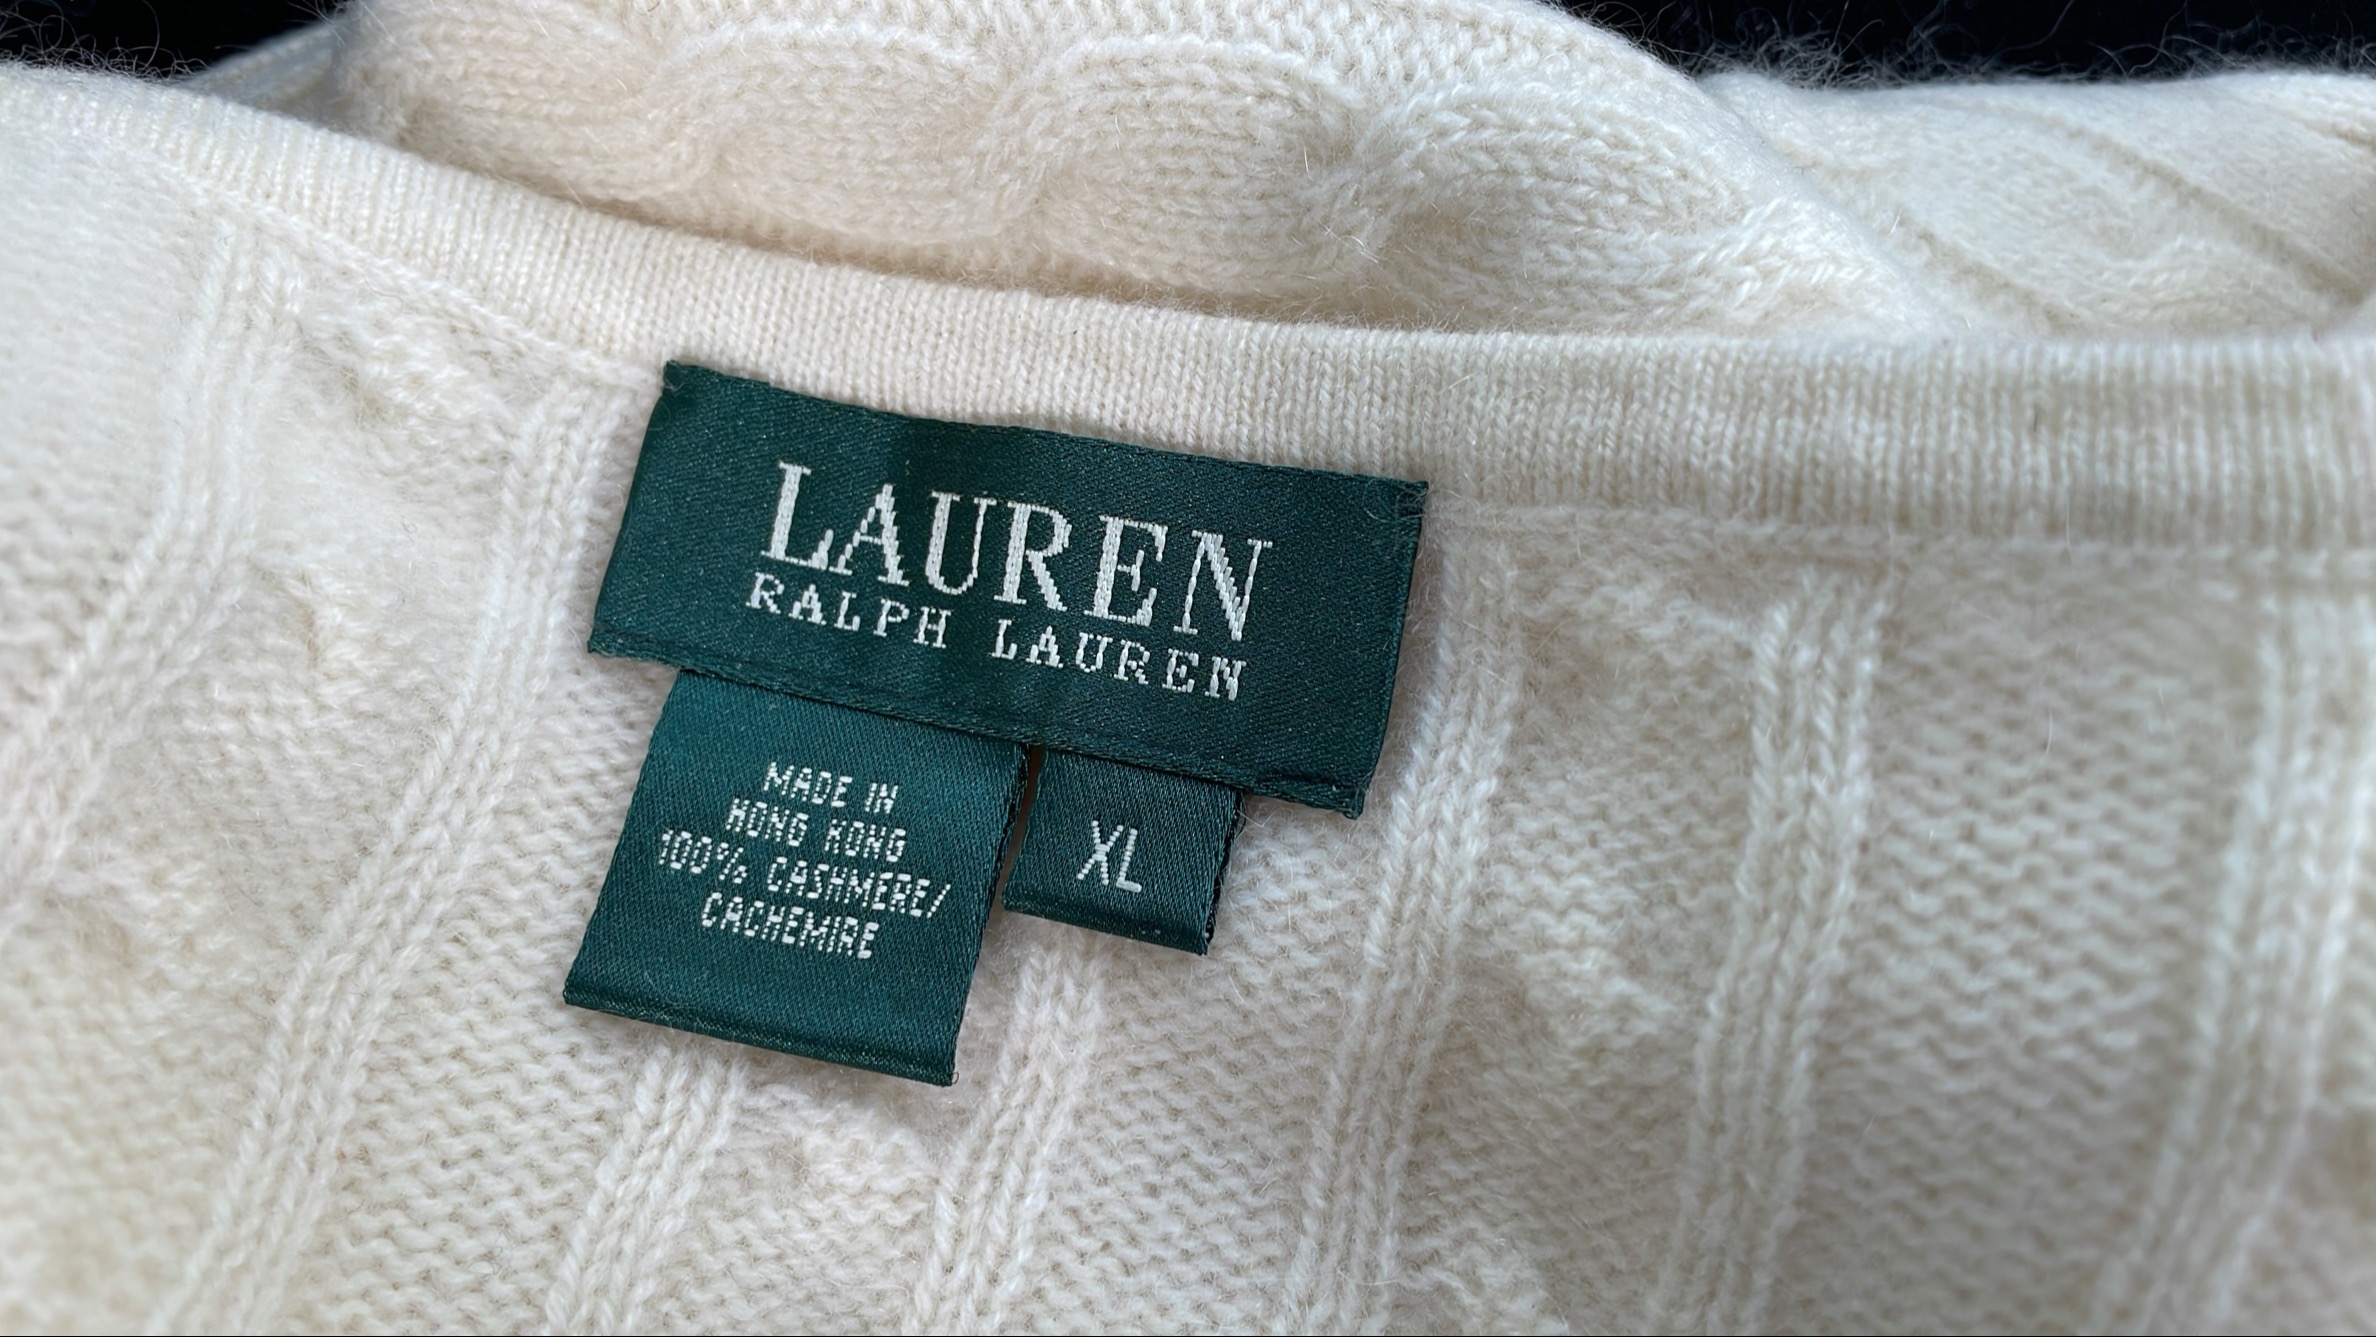 LAUREN
RALPH LAUREN
MADE IN
HONG KONG
100% CASHMERE/
CACHEMIRE
XL